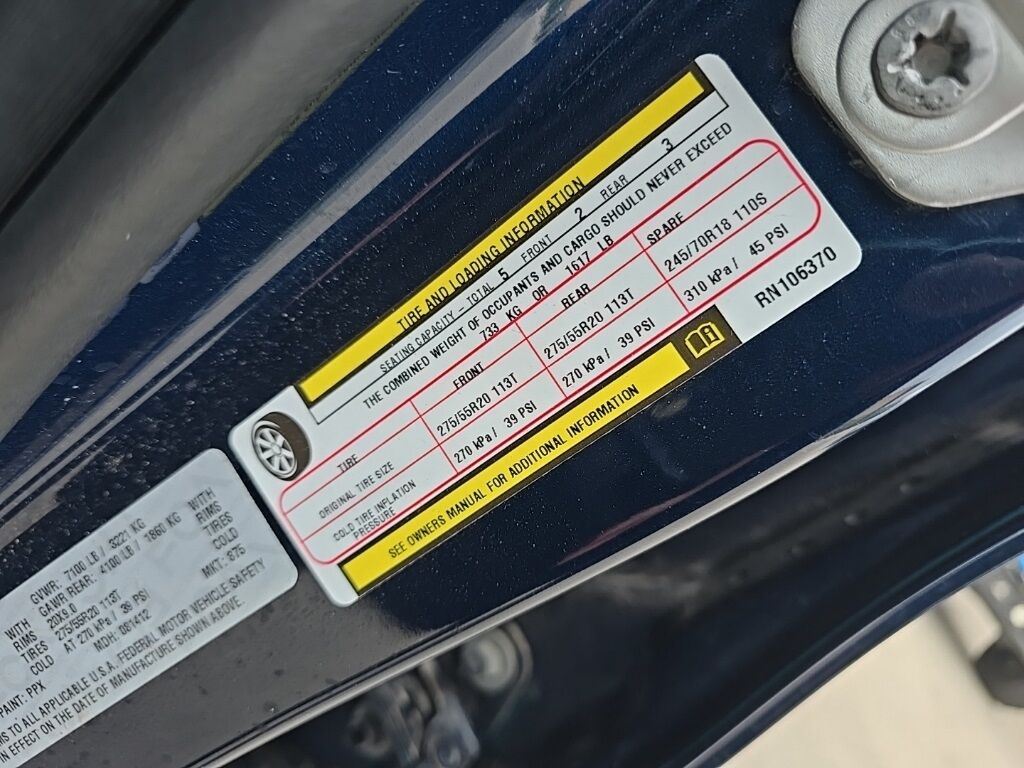 TIRE AND LOADING INFORMATION
SEATING CAPACITY - TOTAL 5 FRONT 2 REAR 3
THE COMBINED WEIGHT OF OCCUPANTS AND CARGO SHOULD NEVER EXCEED
733 KG OR 1617 LB
TIRE FRONT REAR SPARE
ORIGINAL TIRE SIZE 275/55R20 113T 275/55R20 113T 245/70R18 110S
COLD TIRE INFLATION PRESSURE 270 kPa / 39 PSI 270 kPa / 39 PSI 310 kPa / 45 PSI
SEE OWNERS MANUAL FOR ADDITIONAL INFORMATION
RN106370
GVWR: 7100 LB / 3221 KG
WITH GAWR REAR: 4100 LB / 1860 KG WITH
RIMS 20X9.0 RIMS
TIRES 275/55R20 113T TIRES
COLD AT 270 kPa / 39 PSI COLD
MDH: 081412 MKT: 675
PAINT: PPX
TO ALL APPLICABLE U.S.A. FEDERAL MOTOR VEHICLE SAFETY
IN EFFECT ON THE DATE OF MANUFACTURE SHOWN ABOVE.